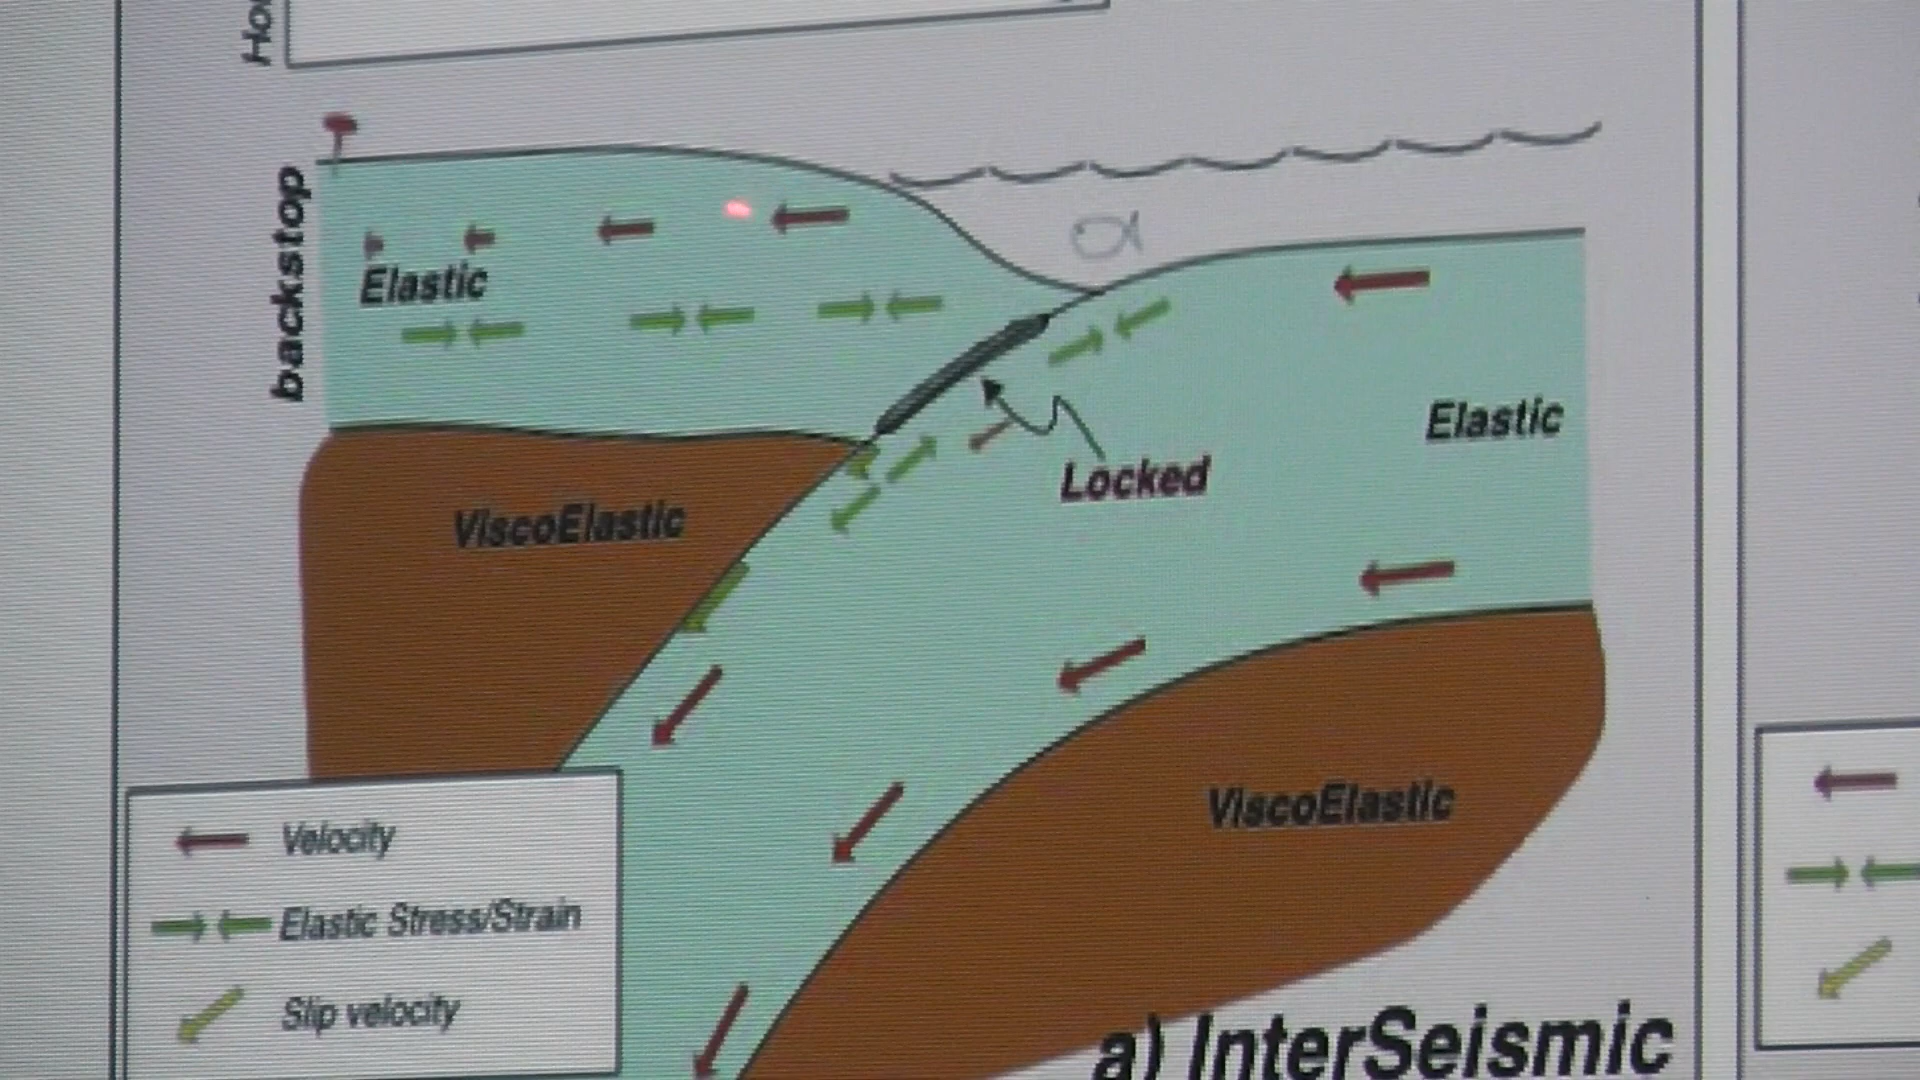 backstop
Elastic
Elastic
Locked
ViscoElastic
ViscoElastic
Velocity
Elastic Stress/Strain
Slip velocity
a) InterSeismic